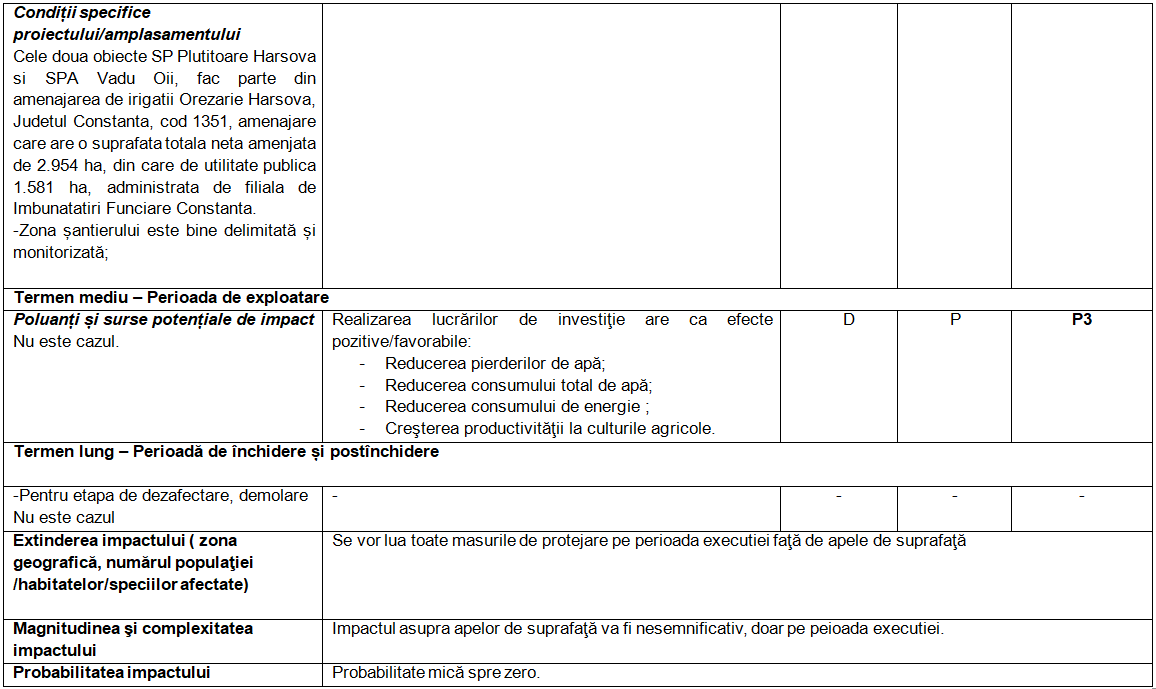 Condiții specifice
proiectului/amplasamentului
Cele doua obiecte SP Plutitoare Harsova
si SPA Vadu Oii, fac parte din
amenajarea de irigatii Orezarie Harsova,
Judetul Constanta, cod 1351, amenajare
care are o suprafata totala neta amenjata
de 2.954 ha, din care de utilitate publica
1.581 ha, administrata de filiala de
Imbunatatiri Funciare Constanta.
-Zona șantierului este bine delimitată și
monitorizată;
Termen mediu – Perioada de exploatare
Poluanți și surse potențiale de impact
Nu este cazul.
Realizarea lucrărilor de investiţie are ca efecte
pozitive/favorabile:
- Reducerea pierderilor de apă;
- Reducerea consumului total de apă;
- Reducerea consumului de energie ;
- Creşterea productivităţii la culturile agricole.
D
P
P3
Termen lung – Perioadă de închidere și postînchidere
-Pentru etapa de dezafectare, demolare
Nu este cazul
-
-
-
-
Extinderea impactului ( zona
geografică, numărul populaţiei
/habitatelor/speciilor afectate)
Se vor lua toate masurile de protejare pe perioada executiei faţă de apele de suprafaţă
Magnitudinea şi complexitatea
impactului
Impactul asupra apelor de suprafaţă va fi nesemnificativ, doar pe peioada executiei.
Probabilitatea impactului
Probabilitate mică spre zero.